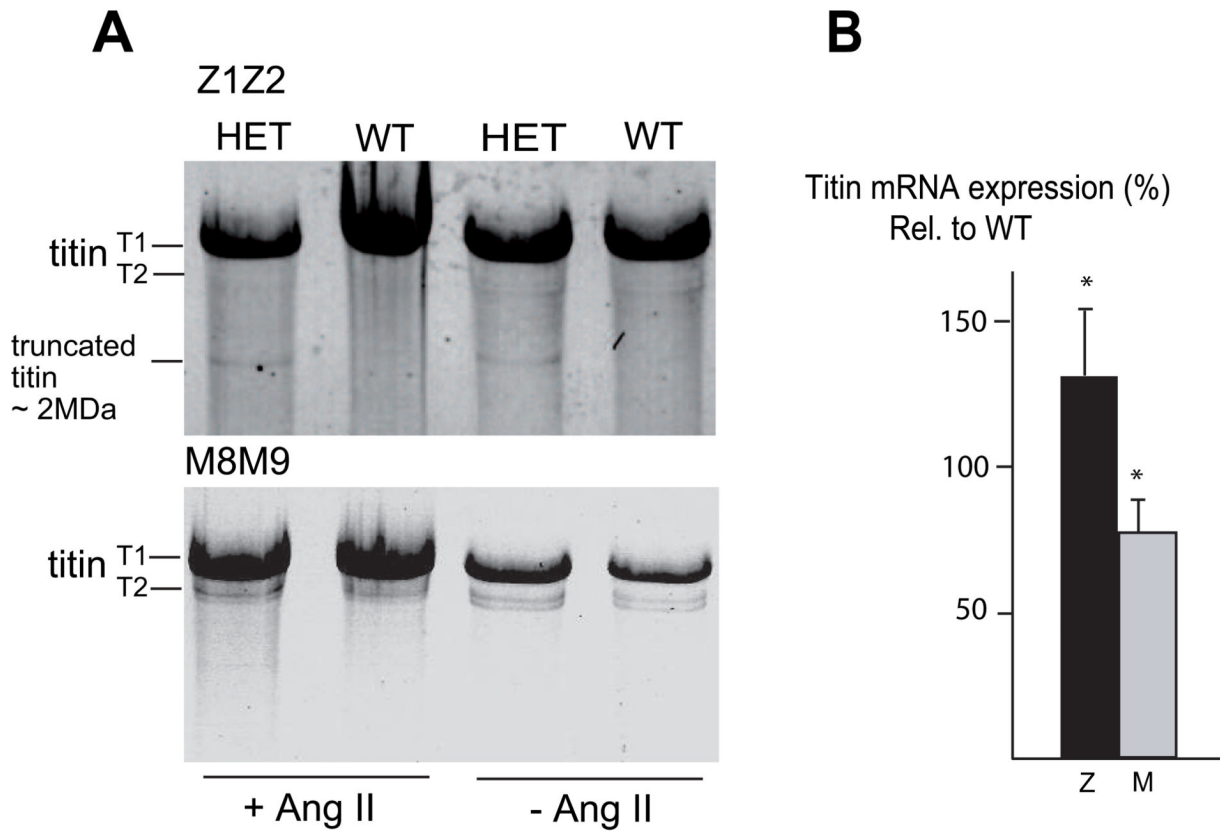 A
Z1Z2
HET WT HET WT
titin T1
T2
truncated
titin
~ 2MDa
M8M9
titin T1
T2
+ Ang II - Ang II
B
Titin mRNA expression (%)
Rel. to WT
*
150
100
*
50
Z M